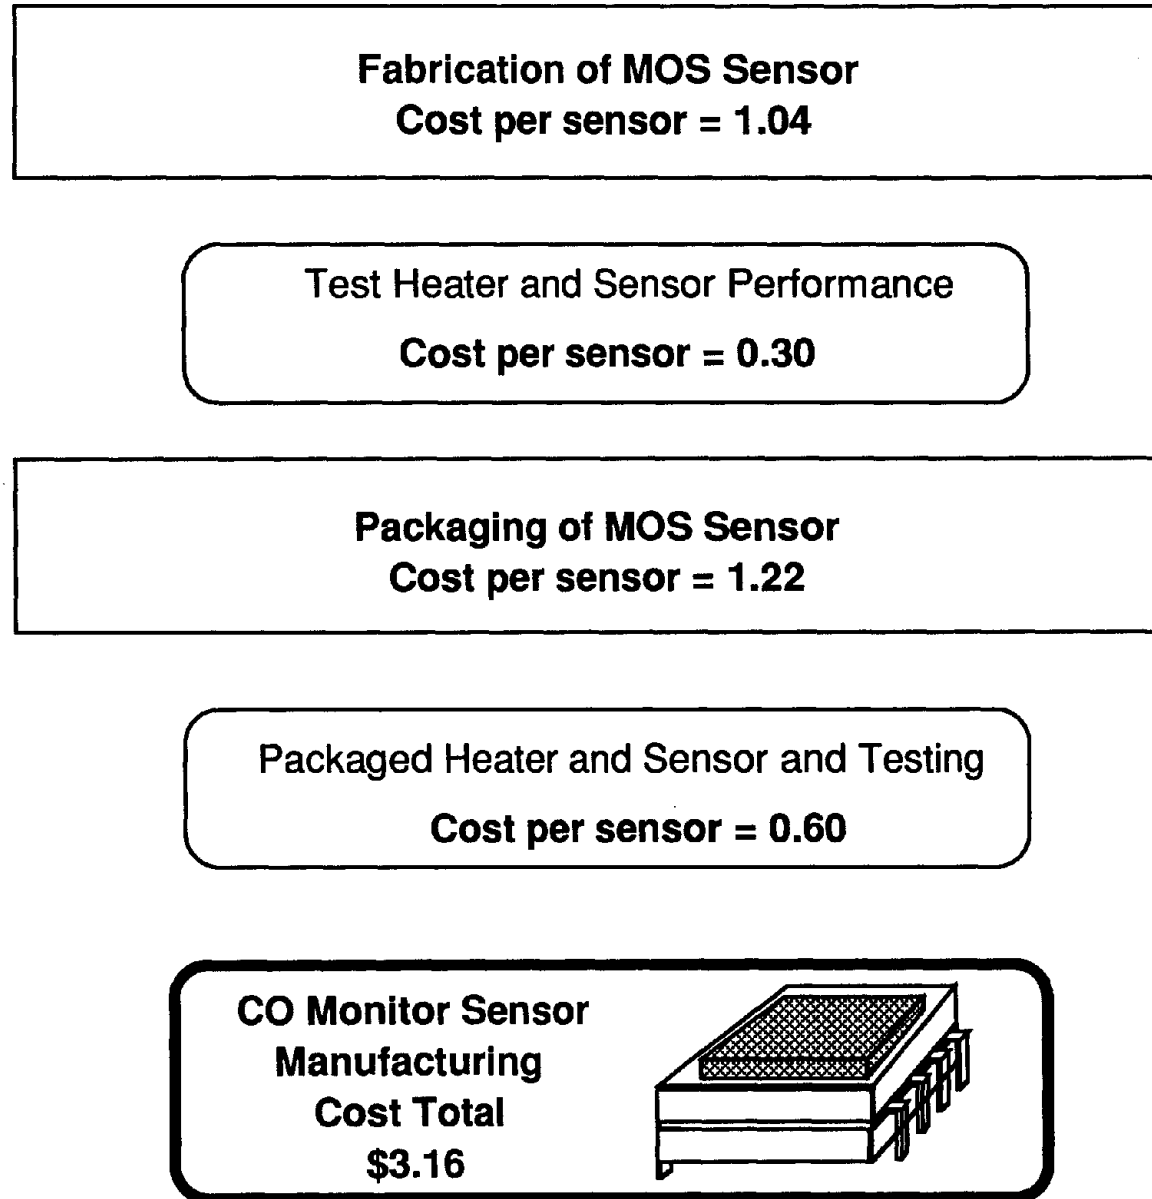 Fabrication of MOS Sensor
Cost per sensor = 1.04
Test Heater and Sensor Performance
Cost per sensor = 0.30
Packaging of MOS Sensor
Cost per sensor = 1.22
Packaged Heater and Sensor and Testing
Cost per sensor = 0.60
CO Monitor Sensor
Manufacturing
Cost Total
$3.16